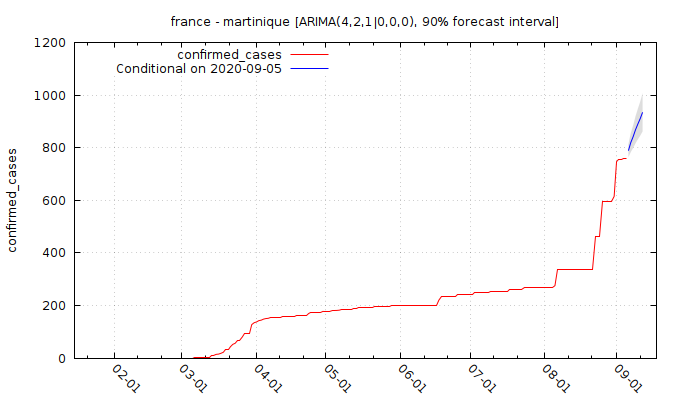 france - martinique [ARIMA(4,2,1|0,0,0), 90% forecast interval]
confirmed_cases
Conditional on 2020-09-05
confirmed_cases
1200
1000
800
600
400
200
0
02-01 03-01 04-01 05-01 06-01 07-01 08-01 09-01